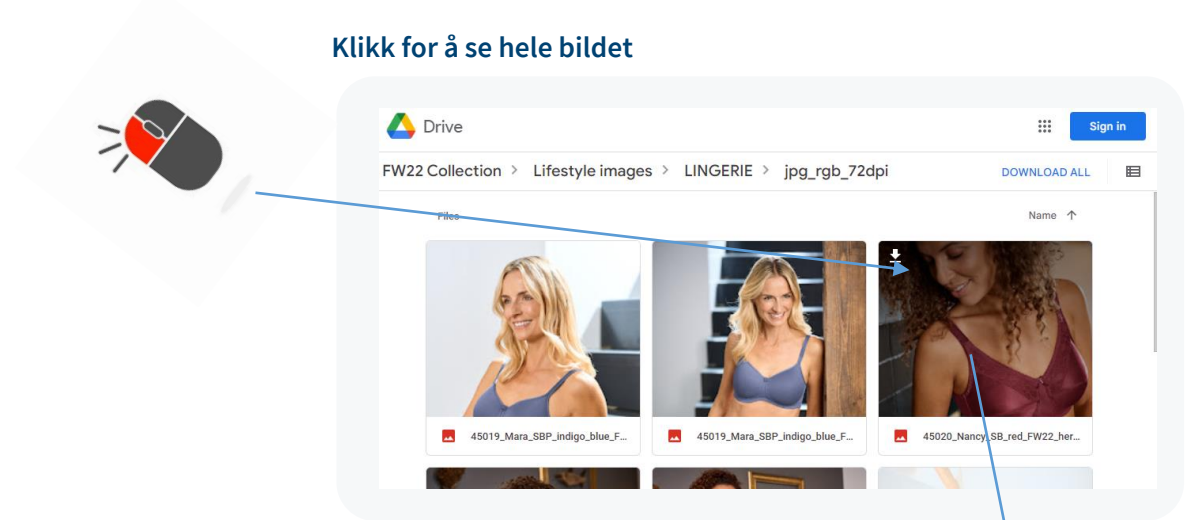 Klikk for å se hele bildet
Drive
Sign in
FW22 Collection > Lifestyle images > LINGERIE > jpg_rgb_72dpi
DOWNLOAD ALL
Files
Name
45019_Mara_SBP_indigo_blue_F...
45019_Mara_SBP_indigo_blue_F...
45020_Nancy_SB_red_FW22_her...